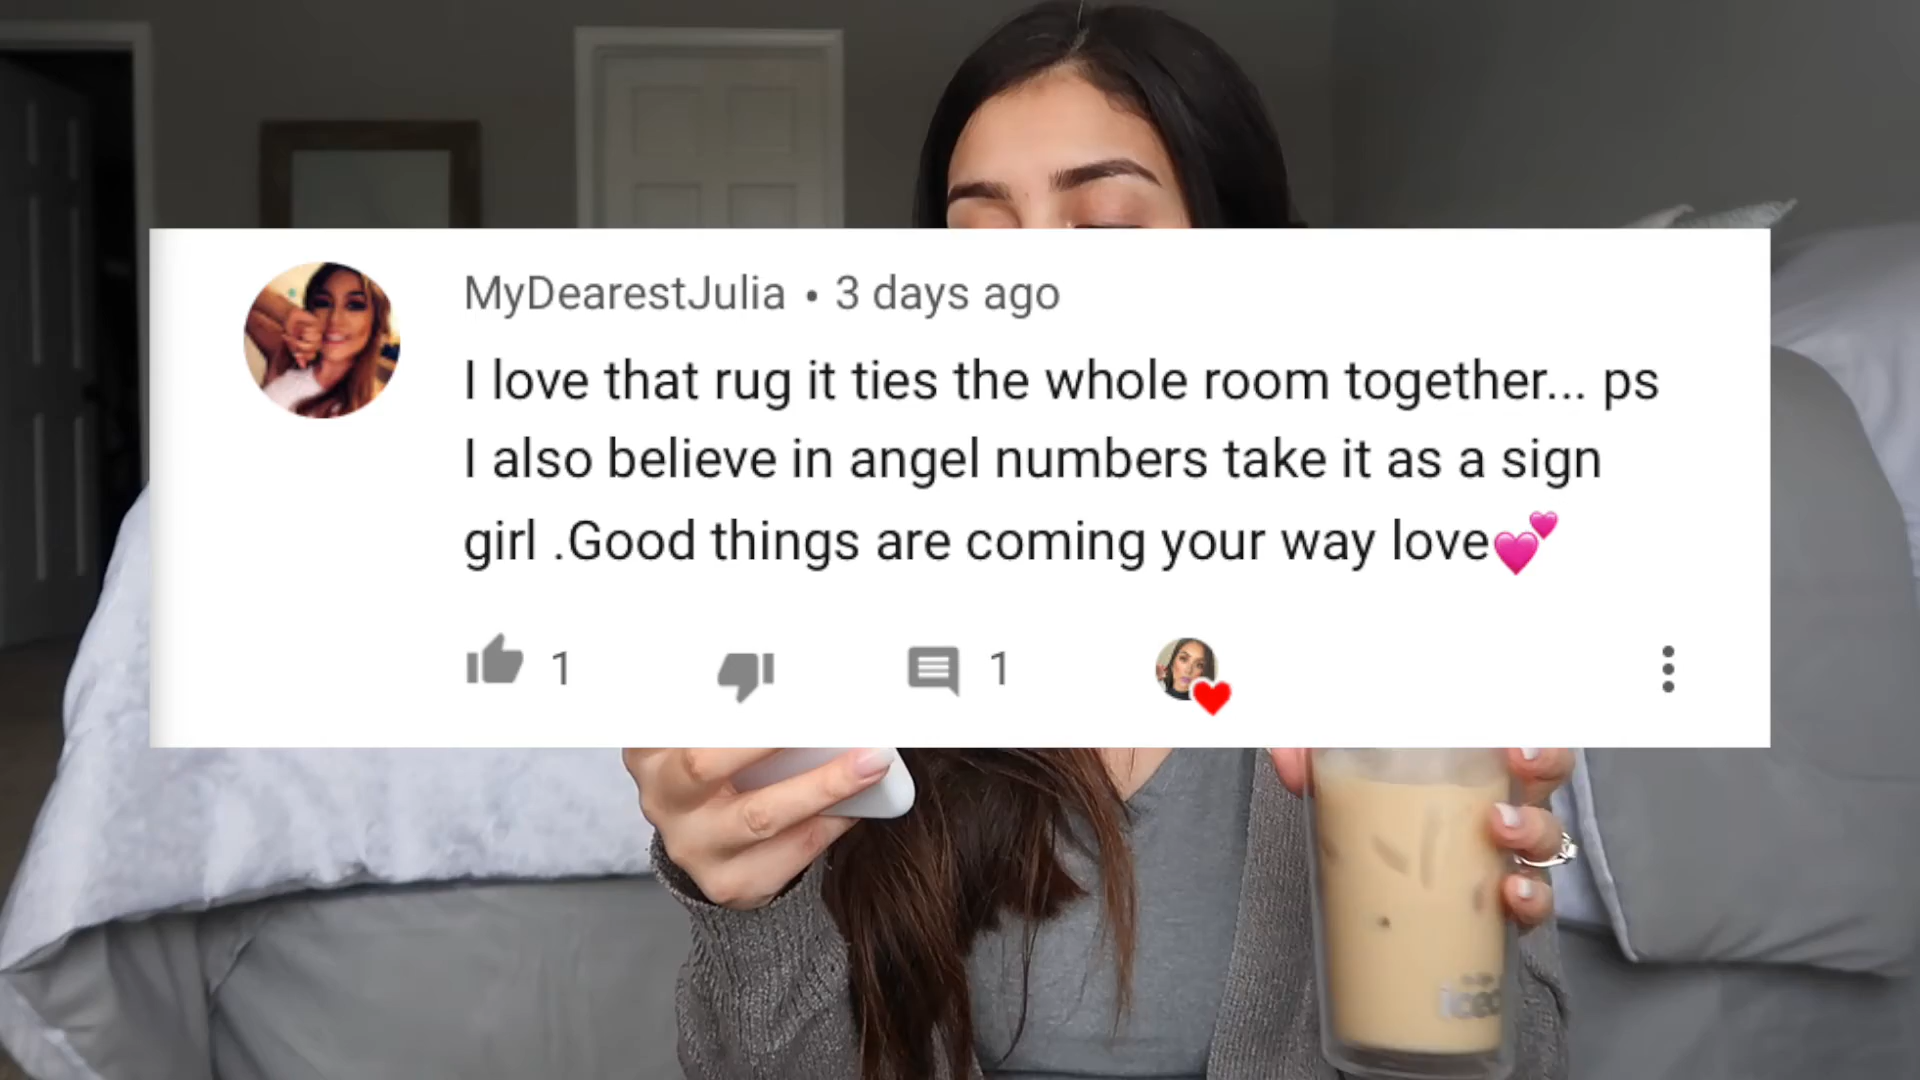 MyDearestJulia • 3 days ago
I love that rug it ties the whole room together... ps
I also believe in angel numbers take it as a sign
girl .Good things are coming your way love💕
1 1
iced